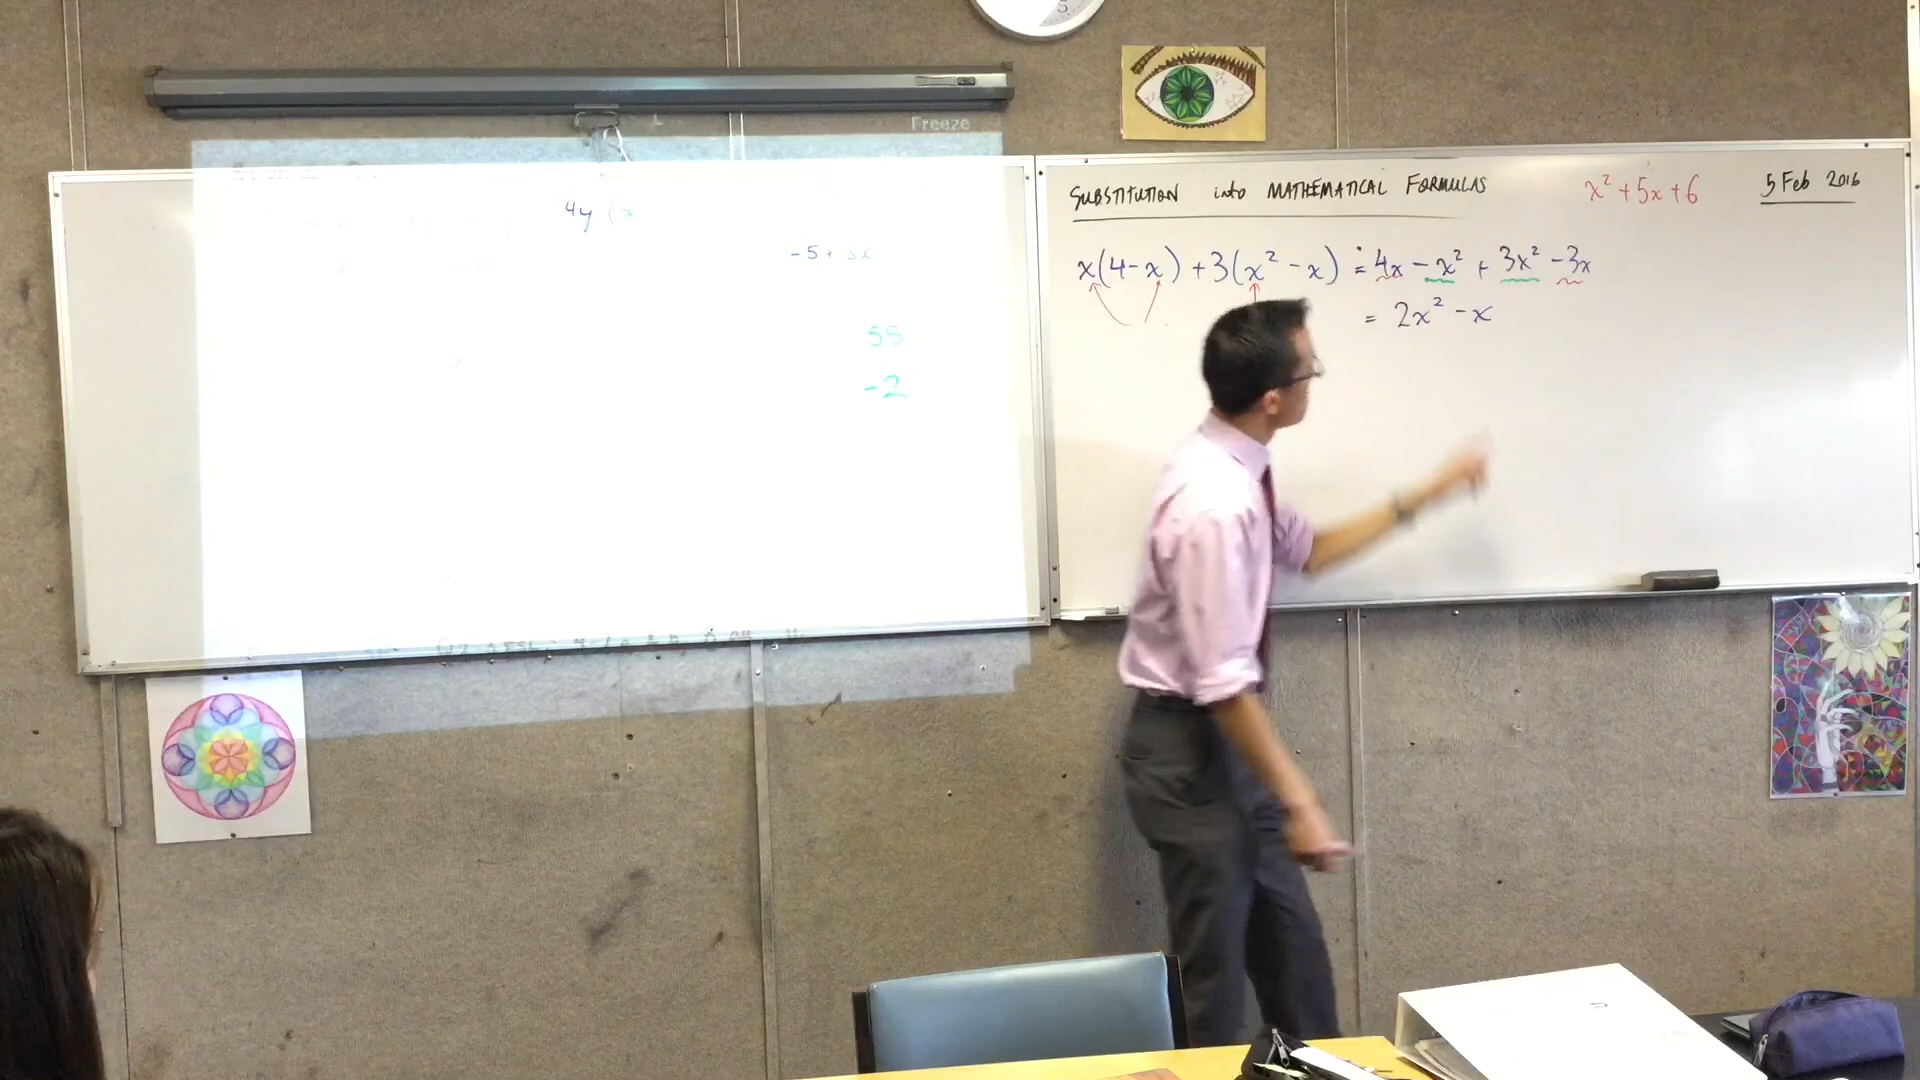 Freeze
4y (x
-5+3x
55
-2
SUBSTITUTION into MATHEMATICAL FORMULAS
x² + 5x + 6
5 Feb 2016
x(4-x) + 3(x² - x) = 4x - x² + 3x² - 3x
= 2x² - x
5